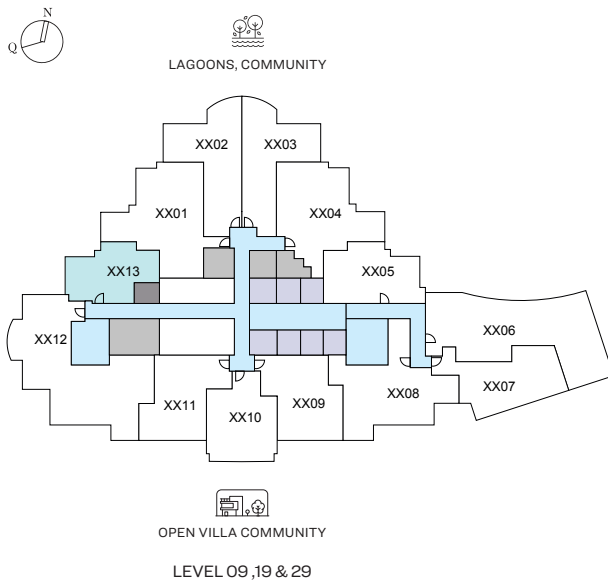 N
Q
LAGOONS, COMMUNITY
XX02 XX03
XX01 XX04
XX13 XX05
XX12 XX06
XX11 XX10 XX09 XX08 XX07
OPEN VILLA COMMUNITY
LEVEL 09 ,19 & 29